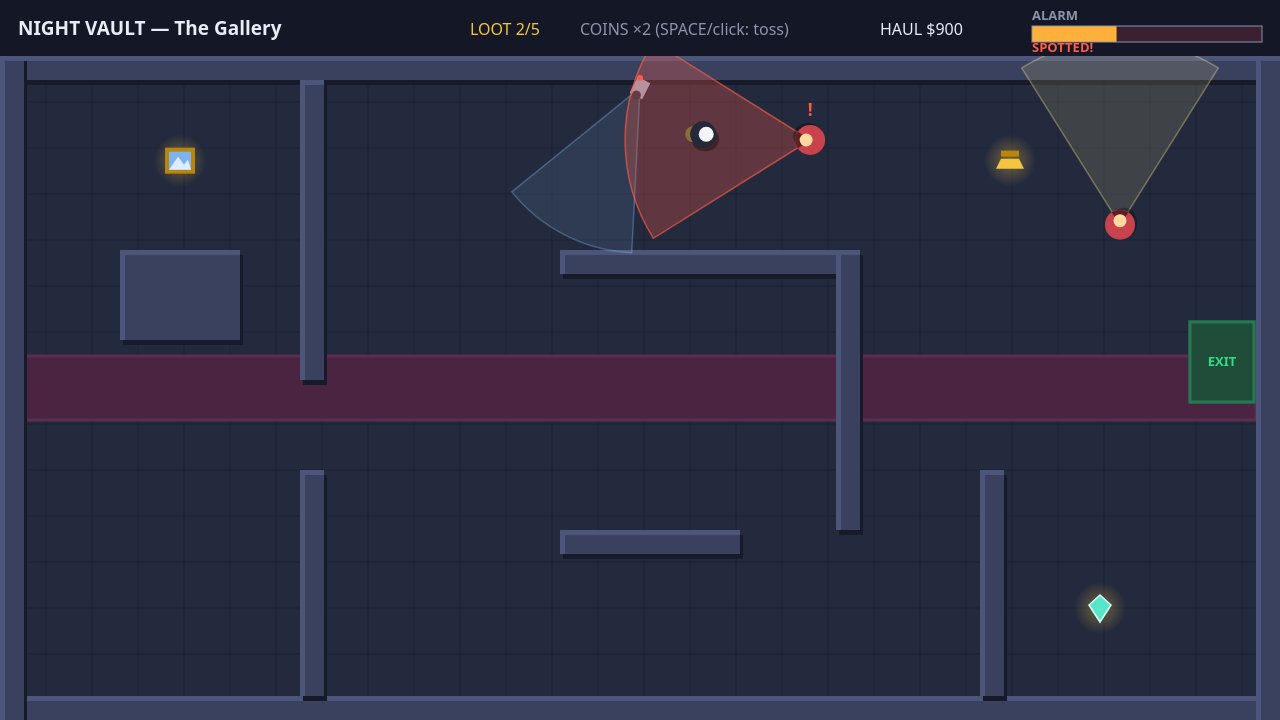 NIGHT VAULT — The Gallery
LOOT 2/5
COINS ×2 (SPACE/click: toss)
HAUL $900
ALARM
SPOTTED!
!
EXIT